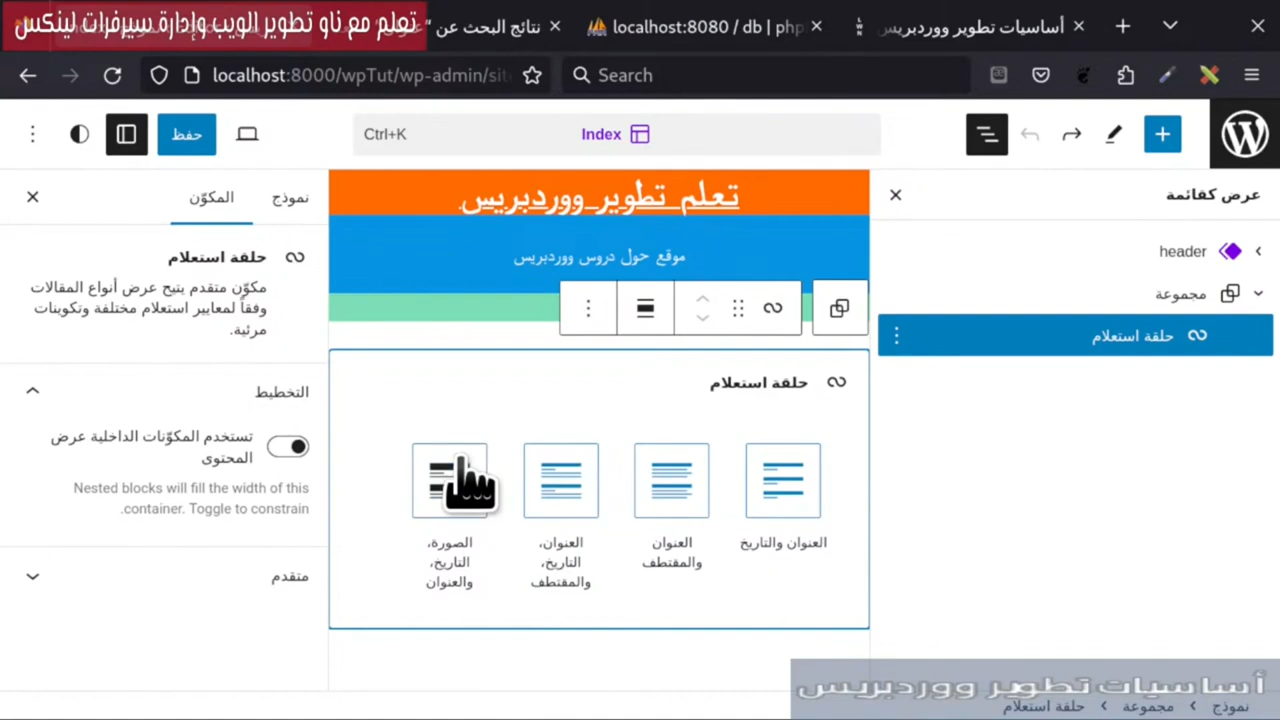 تعلم مع ناو تطوير الويب وإدارة سيرفرات لينكس
نتائج البحث عن “
localhost:8080 / db | php
أساسيات تطوير ووردبريس
localhost:8000/wpTut/wp-admin/sit
Search
حفظ
Ctrl+K
Index
نموذج
المكوّن
عرض كقائمة
تعلم تطوير ووردبريس
موقع حول دروس ووردبريس
header
مجموعة
حلقة استعلام
حلقة استعلام
مكوّن متقدم يتيح عرض أنواع المقالات
وفقاً لمعايير استعلام مختلفة وتكوينات
مرئية.
التخطيط
تستخدم المكوّنات الداخلية عرض
المحتوى
Nested blocks will fill the width of this
container. Toggle to constrain.
متقدم
حلقة استعلام
العنوان والتاريخ
العنوان
والمقتطف
العنوان،
التاريخ،
والمقتطف
الصورة،
التاريخ،
والعنوان
أساسيات تطوير ووردبريس
نموذج
مجموعة
حلقة استعلام